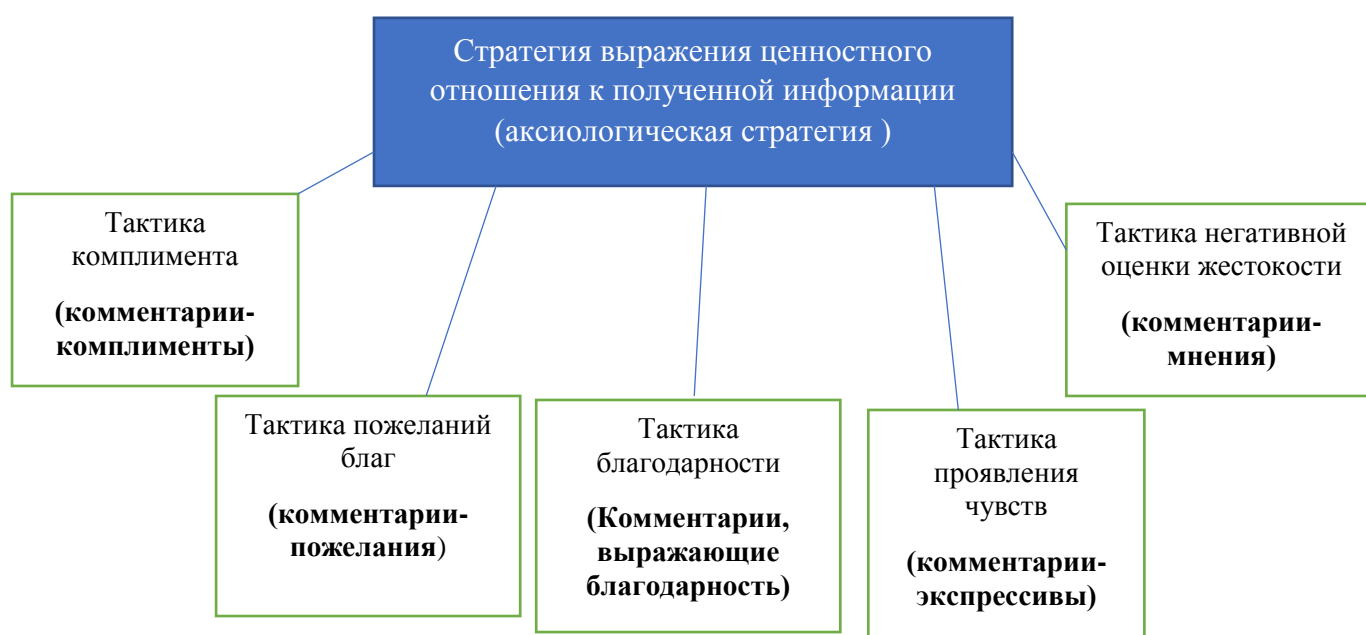 Стратегия выражения ценностного
отношения к полученной информации
(аксиологическая стратегия )
Тактика
комплимента
(комментарии-
комплименты)
Тактика пожеланий
благ
(комментарии-
пожелания)
Тактика
благодарности
(Комментарии,
выражающие
благодарность)
Тактика
проявления
чувств
(комментарии-
экспрессивы)
Тактика негативной
оценки жестокости
(комментарии-
мнения)